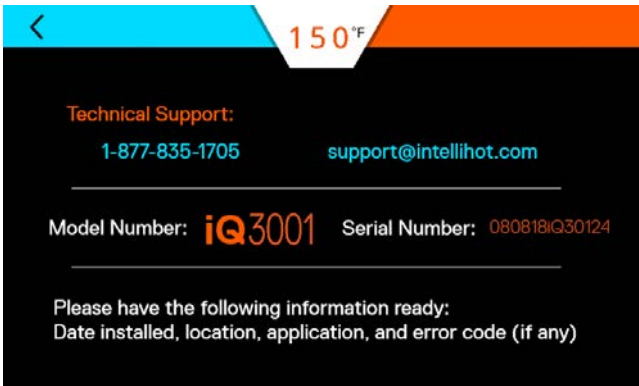 150°F
Technical Support:
1-877-835-1705 support@intellihot.com
Model Number: iQ3001 Serial Number: 080818iQ30124
Please have the following information ready:
Date installed, location, application, and error code (if any)